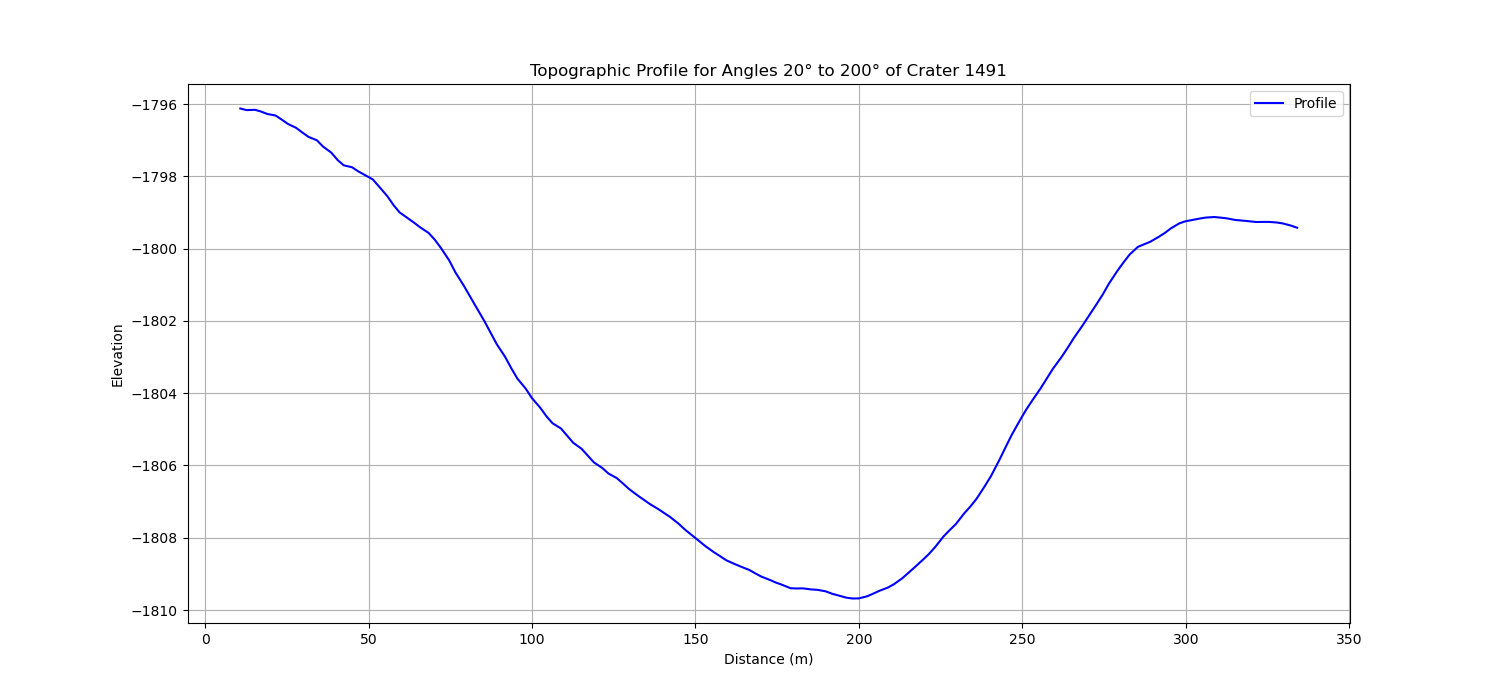 Topographic Profile for Angles 20° to 200° of Crater 1491
Profile
−1796
−1798
−1800
−1802
−1804
−1806
−1808
−1810
Elevation
0 50 100 150 200 250 300 350
Distance (m)